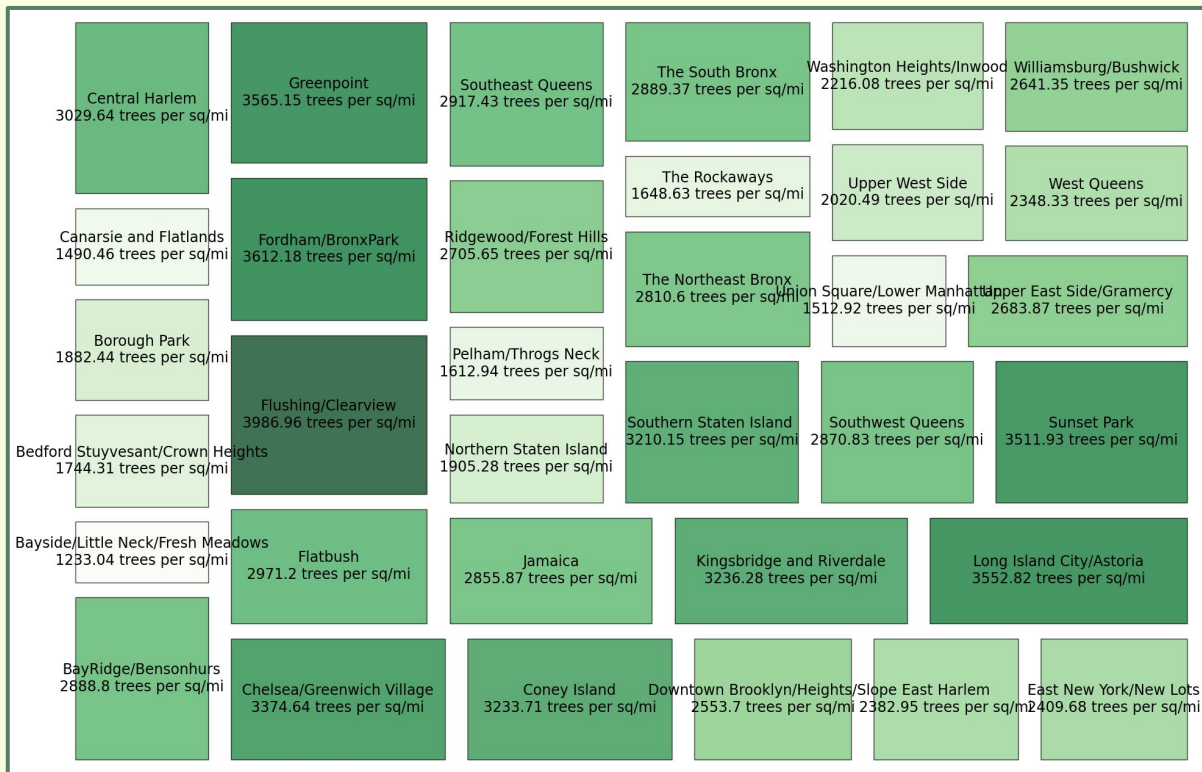 Central Harlem
3029.64 trees per sq/mi
Greenpoint
3565.15 trees per sq/mi
Southeast Queens
2917.43 trees per sq/mi
The South Bronx
2889.37 trees per sq/mi
Washington Heights/Inwood
2216.08 trees per sq/mi
Williamsburg/Bushwick
2641.35 trees per sq/mi
The Rockaways
1648.63 trees per sq/mi
Upper West Side
2020.49 trees per sq/mi
West Queens
2348.33 trees per sq/mi
Canarsie and Flatlands
1490.46 trees per sq/mi
Fordham/BronxPark
3612.18 trees per sq/mi
Ridgewood/Forest Hills
2705.65 trees per sq/mi
The Northeast Bronx
2810.6 trees per sq/mi
Union Square/Lower Manhattan
1512.92 trees per sq/mi
Upper East Side/Gramercy
2683.87 trees per sq/mi
Borough Park
1882.44 trees per sq/mi
Pelham/Throgs Neck
1612.94 trees per sq/mi
Flushing/Clearview
3986.96 trees per sq/mi
Southern Staten Island
3210.15 trees per sq/mi
Southwest Queens
2870.83 trees per sq/mi
Sunset Park
3511.93 trees per sq/mi
Bedford Stuyvesant/Crown Heights
1744.31 trees per sq/mi
Northern Staten Island
1905.28 trees per sq/mi
Bayside/Little Neck/Fresh Meadows
1233.04 trees per sq/mi
Flatbush
2971.2 trees per sq/mi
Jamaica
2855.87 trees per sq/mi
Kingsbridge and Riverdale
3236.28 trees per sq/mi
Long Island City/Astoria
3552.82 trees per sq/mi
BayRidge/Bensonhurs
2888.8 trees per sq/mi
Chelsea/Greenwich Village
3374.64 trees per sq/mi
Coney Island
3233.71 trees per sq/mi
Downtown Brooklyn/Heights/Slope
2553.7 trees per sq/mi
East Harlem
2382.95 trees per sq/mi
East New York/New Lots
2409.68 trees per sq/mi